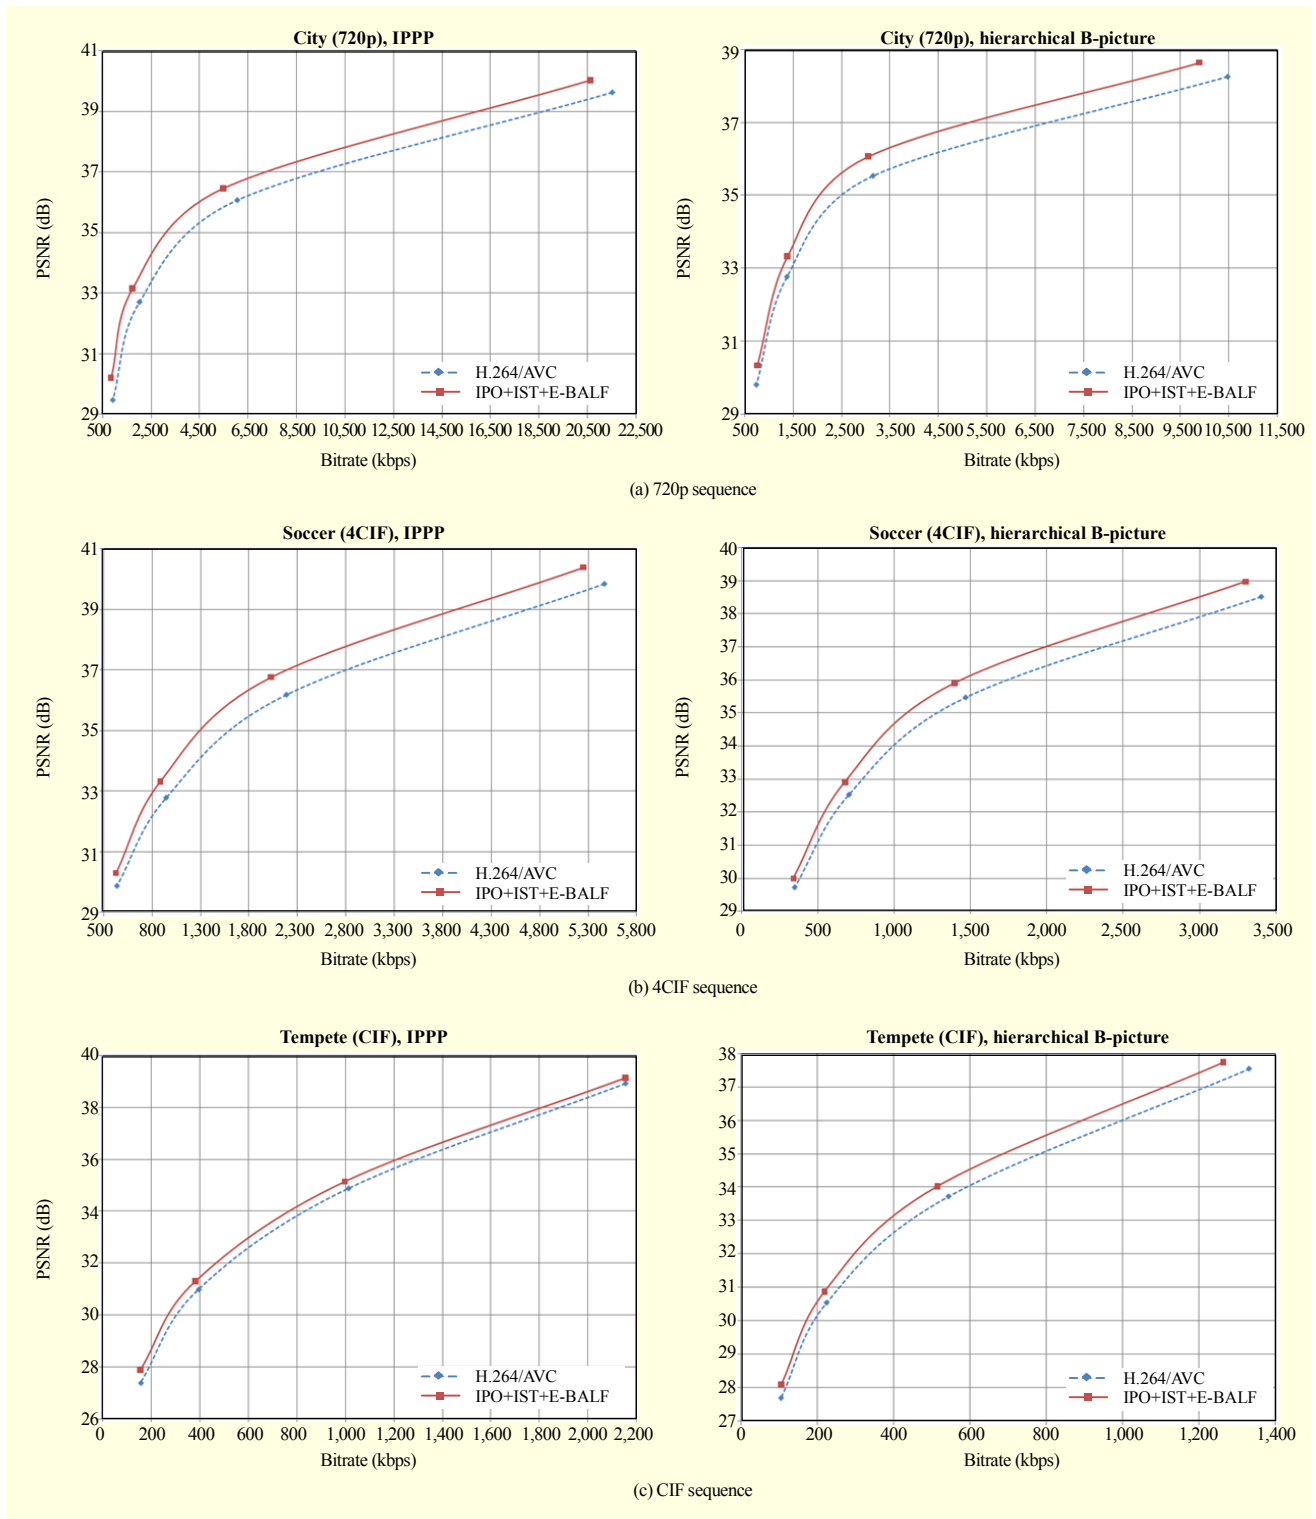 City (720p), IPPP
41
39
37
35
33
31
29
PSNR (dB)
500 2,500 4,500 6,500 8,500 10,500 12,500 14,500 16,500 18,500 20,500 22,500
Bitrate (kbps)
H.264/AVC
IPO+IST+E-BALF
City (720p), hierarchical B-picture
39
37
35
33
31
29
PSNR (dB)
500 1,500 2,500 3,500 4,500 5,500 6,500 7,500 8,500 9,500 10,500 11,500
Bitrate (kbps)
H.264/AVC
IPO+IST+E-BALF
(a) 720p sequence
Soccer (4CIF), IPPP
41
39
37
35
33
31
29
PSNR (dB)
500 800 1,300 1,800 2,300 2,800 3,300 3,800 4,300 4,800 5,300 5,800
Bitrate (kbps)
H.264/AVC
IPO+IST+E-BALF
Soccer (4CIF), hierarchical B-picture
40
39
38
37
36
35
34
33
32
31
30
29
PSNR (dB)
0 500 1,000 1,500 2,000 2,500 3,000 3,500
Bitrate (kbps)
H.264/AVC
IPO+IST+E-BALF
(b) 4CIF sequence
Tempete (CIF), IPPP
40
38
36
34
32
30
28
26
PSNR (dB)
0 200 400 600 800 1,000 1,200 1,400 1,600 1,800 2,000 2,200
Bitrate (kbps)
H.264/AVC
IPO+IST+E-BALF
Tempete (CIF), hierarchical B-picture
38
37
36
35
34
33
32
31
30
29
28
27
0 200 400 600 800 1,000 1,200 1,400
Bitrate (kbps)
H.264/AVC
IPO+IST+E-BALF
(c) CIF sequence